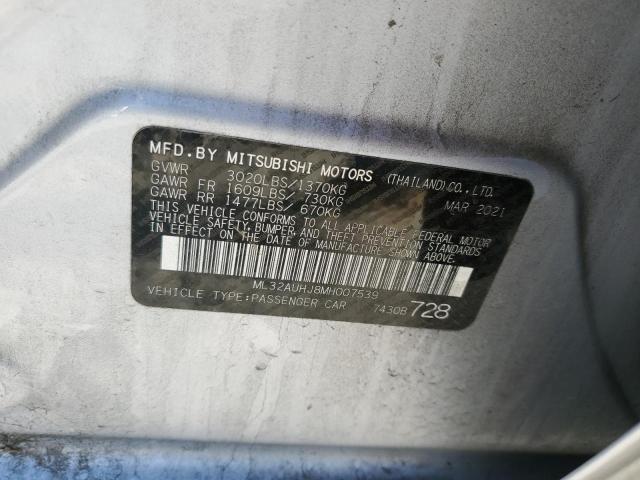 MFD.BY MITSUBISHI MOTORS (THAILAND)CO.,LTD.
GVWR 3020LBS/1370KG MAR 2021
GAWR FR 1609LBS/ 730KG
GAWR RR 1477LBS/ 670KG
THIS VEHICLE CONFORMS TO ALL APPLICABLE FEDERAL MOTOR
VEHICLE SAFETY, BUMPER, AND THEFT PREVENTION STANDARDS
IN EFFECT ON THE DATE OF MANUFACTURE SHOWN ABOVE.
ML32AUHJ8MH007539
VEHICLE TYPE:PASSENGER CAR 7430B 728